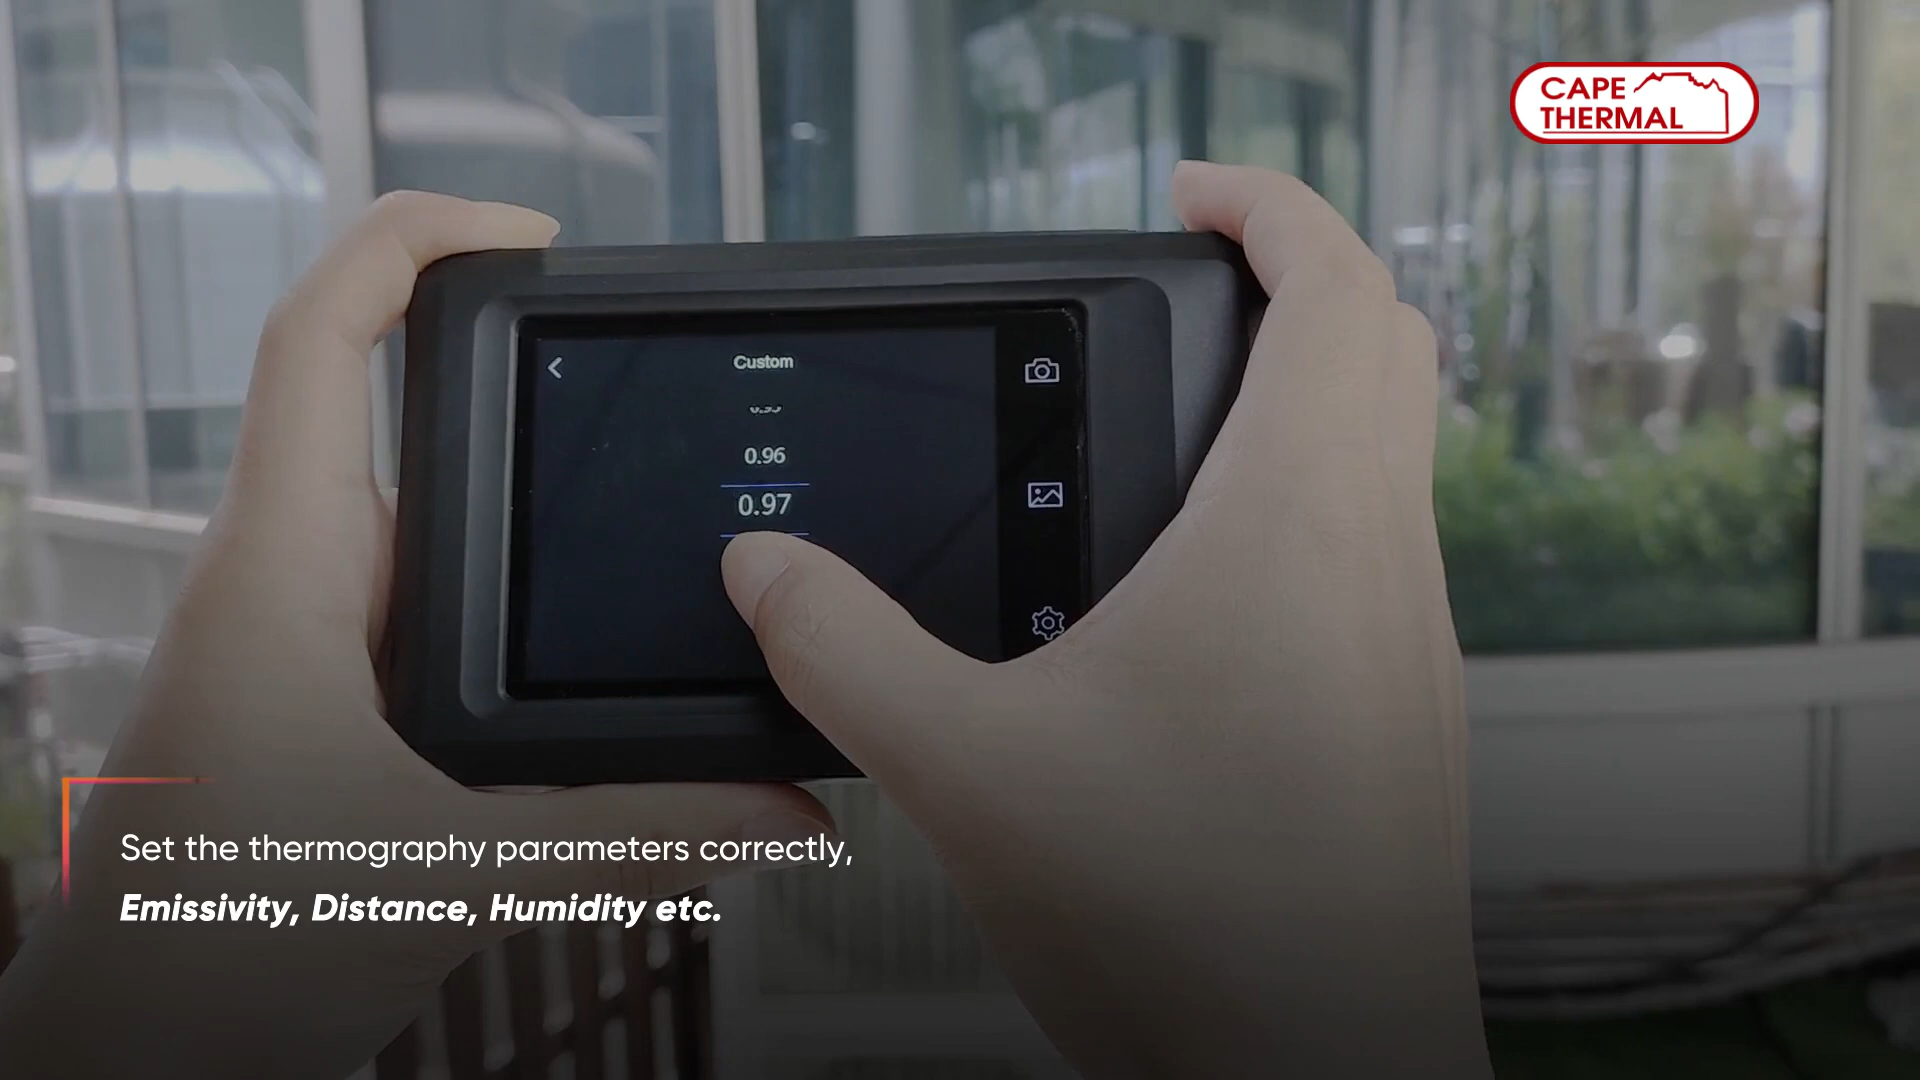 CAPE
THERMAL
Custom
0.96
0.97
Set the thermography parameters correctly,
Emissivity, Distance, Humidity etc.